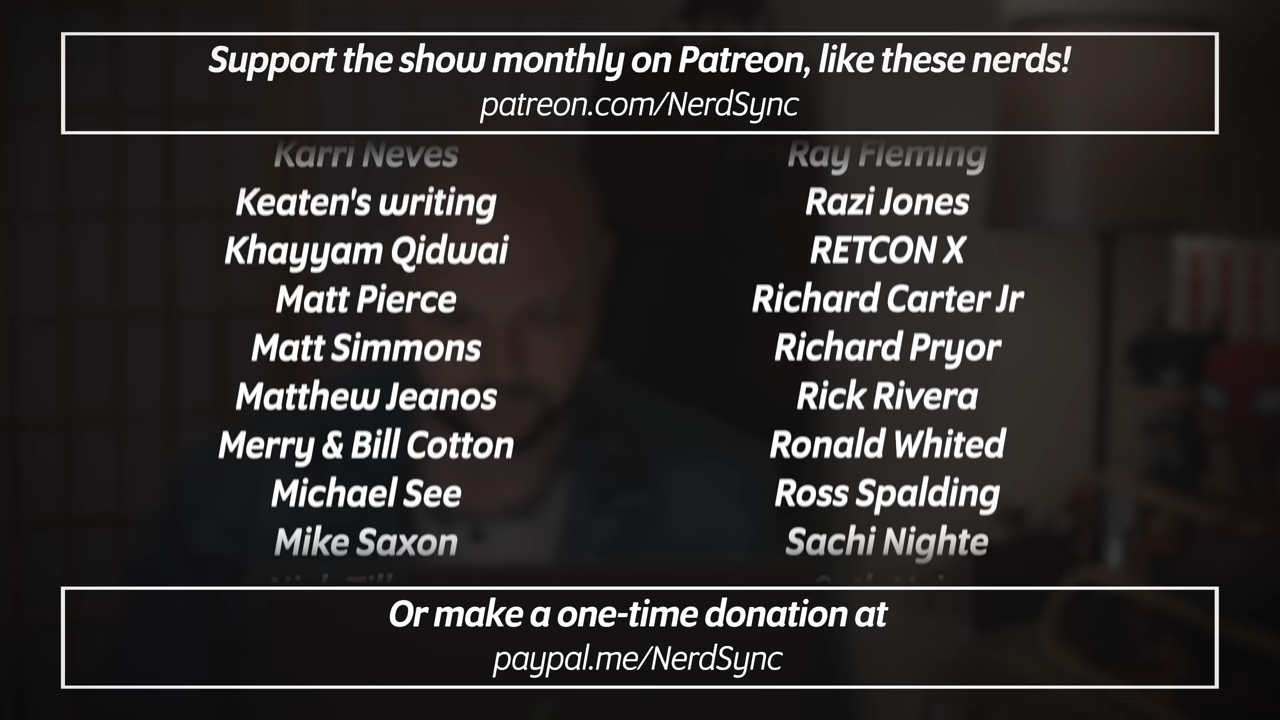 Support the show monthly on Patreon, like these nerds!
patreon.com/NerdSync
Karri Neves
Keaten's writing
Khayyam Qidwai
Matt Pierce
Matt Simmons
Matthew Jeanos
Merry & Bill Cotton
Michael See
Mike Saxon
Ray Fleming
Razi Jones
RETCON X
Richard Carter Jr
Richard Pryor
Rick Rivera
Ronald Whited
Ross Spalding
Sachi Nighte
Or make a one-time donation at
paypal.me/NerdSync